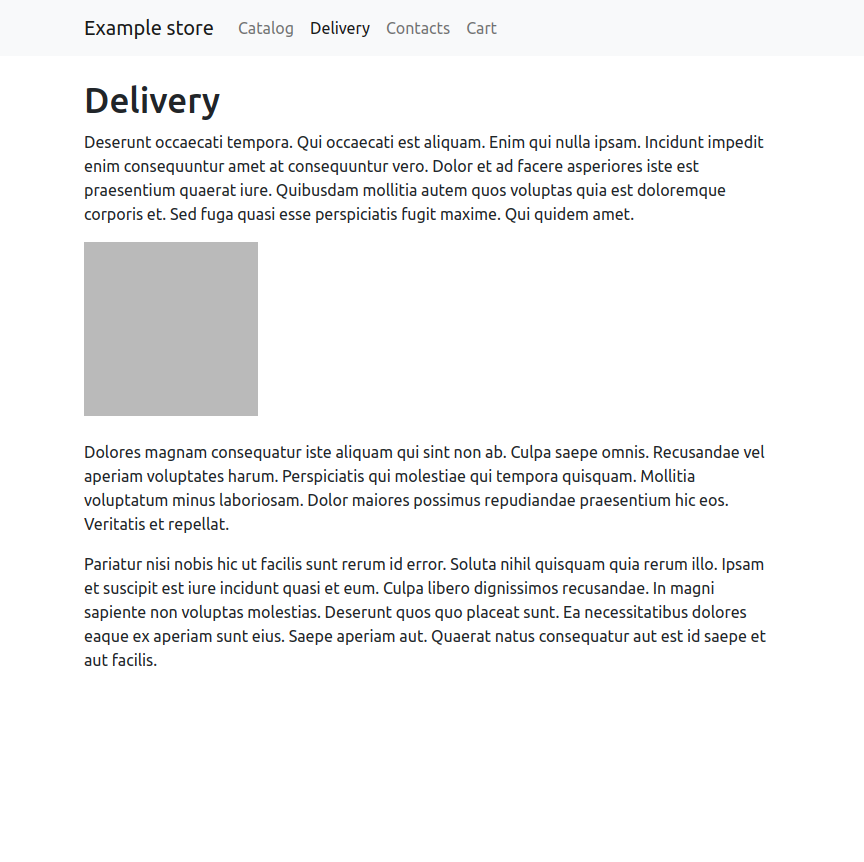 Example store
Catalog
Delivery
Contacts
Cart
Delivery
Deserunt occaecati tempora. Qui occaecati est aliquam. Enim qui nulla ipsam. Incidunt impedit
enim consequuntur amet at consequuntur vero. Dolor et ad facere asperiores iste est
praesentium quaerat iure. Quibusdam mollitia autem quos voluptas quia est doloremque
corporis et. Sed fuga quasi esse perspiciatis fugit maxime. Qui quidem amet.
Dolores magnam consequatur iste aliquam qui sint non ab. Culpa saepe omnis. Recusandae vel
aperiam voluptates harum. Perspiciatis qui molestiae qui tempora quisquam. Mollitia
voluptatum minus laboriosam. Dolor maiores possimus repudiandae praesentium hic eos.
Veritatis et repellat.
Pariatur nisi nobis hic ut facilis sunt rerum id error. Soluta nihil quisquam quia rerum illo. Ipsam
et suscipit est iure incidunt quasi et eum. Culpa libero dignissimos recusandae. In magni
sapiente non voluptas molestias. Deserunt quos quo placeat sunt. Ea necessitatibus dolores
eaque ex aperiam sunt eius. Saepe aperiam aut. Quaerat natus consequatur aut est id saepe et
aut facilis.